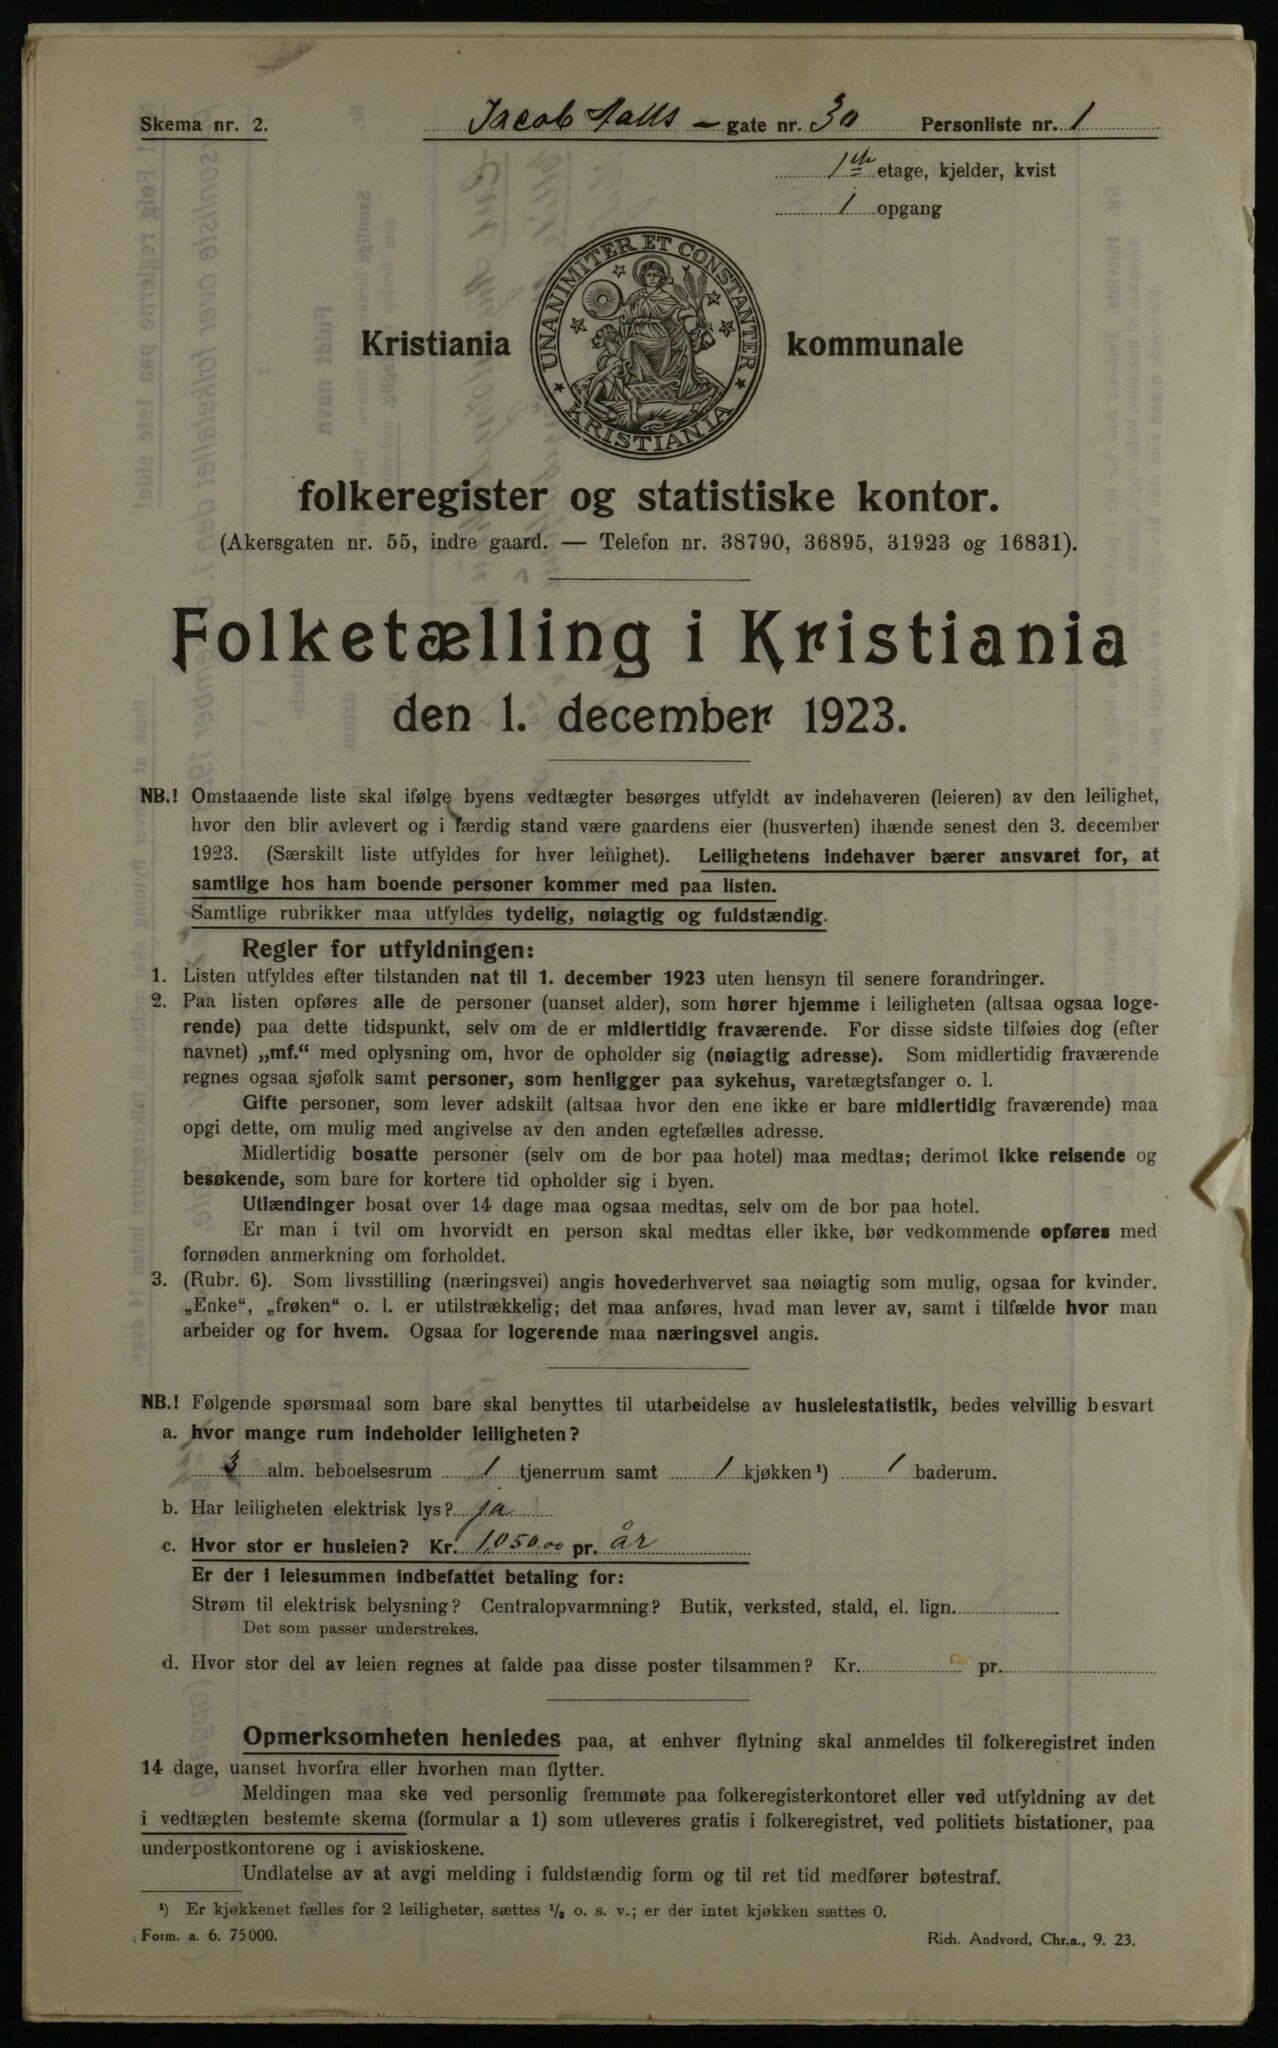 Skema nr. 2.
Jacob Aalls - gate nr. 30 Personliste nr. 1
1ste etage, kjelder, kvist
1 opgang
UNANIMITER ET CONSTANTER
KRISTIANIA
Kristiania kommunale
folkeregister og statistiske kontor.
(Akersgaten nr. 55, indre gaard. — Telefon nr. 38790, 36895, 31923 og 16831).
Folketælling i Kristiania
den 1. december 1923.
NB.! Omstaaende liste skal ifølge byens vedtægter besørges utfyldt av indehaveren (leieren) av den leilighet,
hvor den blir avlevert og i færdig stand være gaardens eier (husverten) ihænde senest den 3. december
1923. (Særskilt liste utfyldes for hver leilighet). Leilighetens indehaver bærer ansvaret for, at
samtlige hos ham boende personer kommer med paa listen.
Samtlige rubrikker maa utfyldes tydelig, nøiagtig og fuldstændig.
Regler for utfyldningen:
1. Listen utfyldes efter tilstanden nat til 1. december 1923 uten hensyn til senere forandringer.
2. Paa listen opføres alle de personer (uanset alder), som hører hjemme i leiligheten (altsaa ogsaa loge-
rende) paa dette tidspunkt, selv om de er midlertidig fraværende. For disse sidste tilføies dog (efter
navnet) „mf.“ med oplysning om, hvor de opholder sig (nøiagtig adresse). Som midlertidig fraværende
regnes ogsaa sjøfolk samt personer, som henligger paa sykehus, varetægtsfanger o. l.
Gifte personer, som lever adskilt (altsaa hvor den ene ikke er bare midlertidig fraværende) maa
opgi dette, om mulig med angivelse av den anden egtefælles adresse.
Midlertidig bosatte personer (selv om de bor paa hotel) maa medtas; derimot ikke reisende og
besøkende, som bare for kortere tid opholder sig i byen.
Utlændinger bosat over 14 dage maa ogsaa medtas, selv om de bor paa hotel.
Er man i tvil om hvorvidt en person skal medtas eller ikke, bør vedkommende opføres med
fornøden anmerkning om forholdet.
3. (Rubr. 6). Som livsstilling (næringsvei) angis hovederhvervet saa nøiagtig som mulig, ogsaa for kvinder.
„Enke“, „frøken“ o. l. er utilstrækkelig; det maa anføres, hvad man lever av, samt i tilfælde hvor man
arbeider og for hvem. Ogsaa for logerende maa næringsvei angis.
NB.! Følgende spørsmaal som bare skal benyttes til utarbeidelse av husleiestatistik, bedes velvillig besvart
a. hvor mange rum indeholder leiligheten?
3 alm. beboelsesrum 1 tjenerrum samt 1 kjøkken¹) 1 baderum.
b. Har leiligheten elektrisk lys? ja
c. Hvor stor er husleien? Kr. 1050.00 pr. år
Er der i leiesummen indbefattet betaling for:
Strøm til elektrisk belysning? Centralopvarmning? Butik, verksted, stald, el. lign.
Det som passer understrekes.
d. Hvor stor del av leien regnes at falde paa disse poster tilsammen? Kr. pr.
Opmerksomheten henledes paa, at enhver flytning skal anmeldes til folkeregistret inden
14 dage, uanset hvorfra eller hvorhen man flytter.
Meldingen maa ske ved personlig fremmøte paa folkeregisterkontoret eller ved utfyldning av det
i vedtægten bestemte skema (formular a 1) som utleveres gratis i folkeregistret, ved politiets bistationer, paa
underpostkontorene og i aviskioskene.
Undlatelse av at avgi melding i fuldstændig form og til ret tid medfører bøtestraf.
¹) Er kjøkkenet fælles for 2 leiligheter, sættes ½ o. s. v.; er der intet kjøkken sættes 0.
Form. a. 6. 75000.
Rich. Andvord, Chr.a., 9. 23.